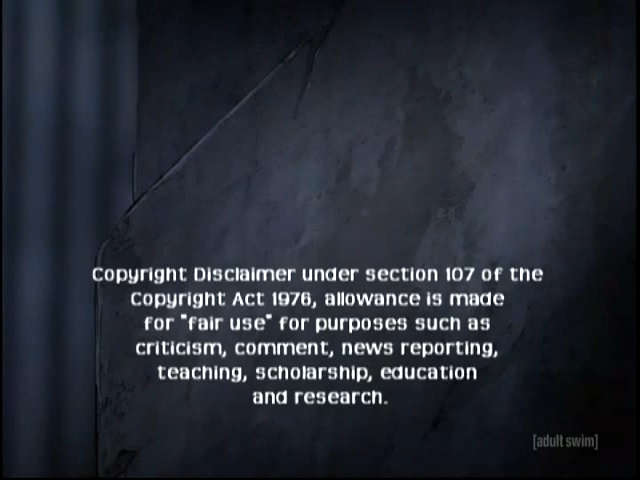 Copyright Disclaimer under section 107 of the
Copyright Act 1976, allowance is made
for "fair use" for purposes such as
criticism, comment, news reporting,
teaching, scholarship, education
and research.
[adult swim]